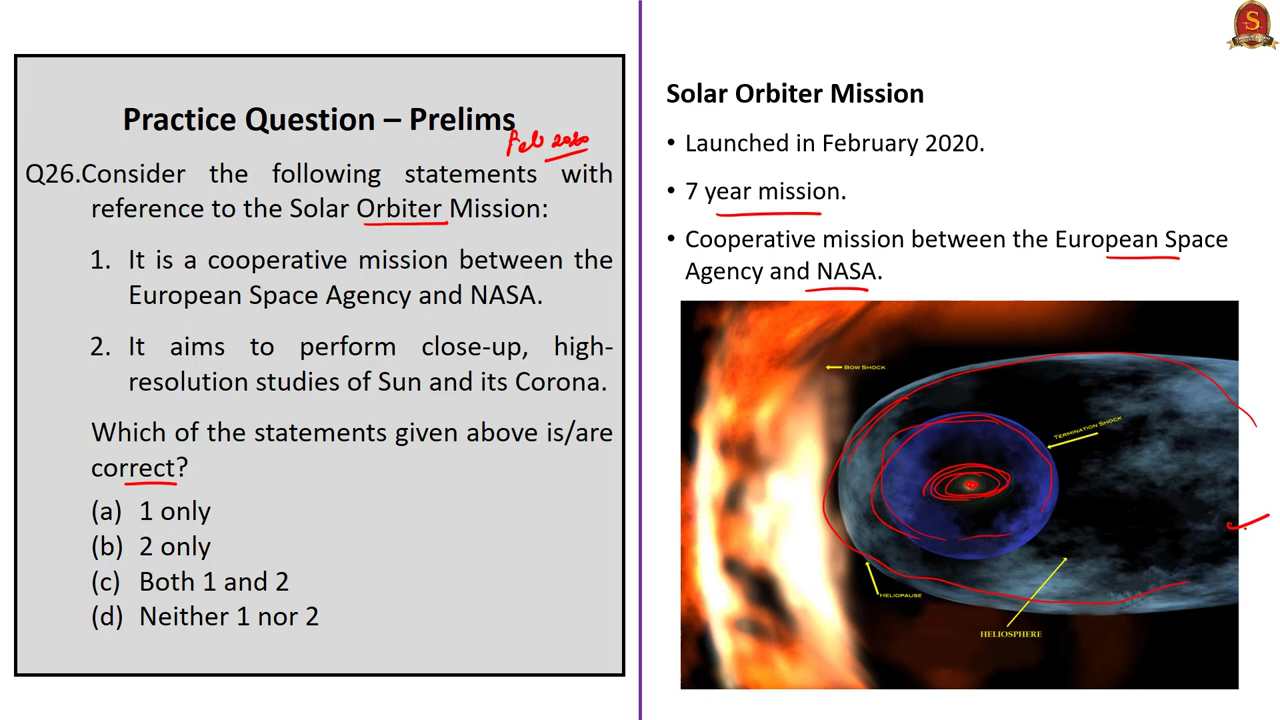 Practice Question – Prelims
Feb 2020
Q26.Consider the following statements with
reference to the Solar Orbiter Mission:
1. It is a cooperative mission between the
European Space Agency and NASA.
2. It aims to perform close-up, high-
resolution studies of Sun and its Corona.
Which of the statements given above is/are
correct?
(a) 1 only
(b) 2 only
(c) Both 1 and 2
(d) Neither 1 nor 2
S
Solar Orbiter Mission
• Launched in February 2020.
• 7 year mission.
• Cooperative mission between the European Space
Agency and NASA.
BOW SHOCK
TERMINATION SHOCK
HELIOPAUSE
HELIOSPHERE